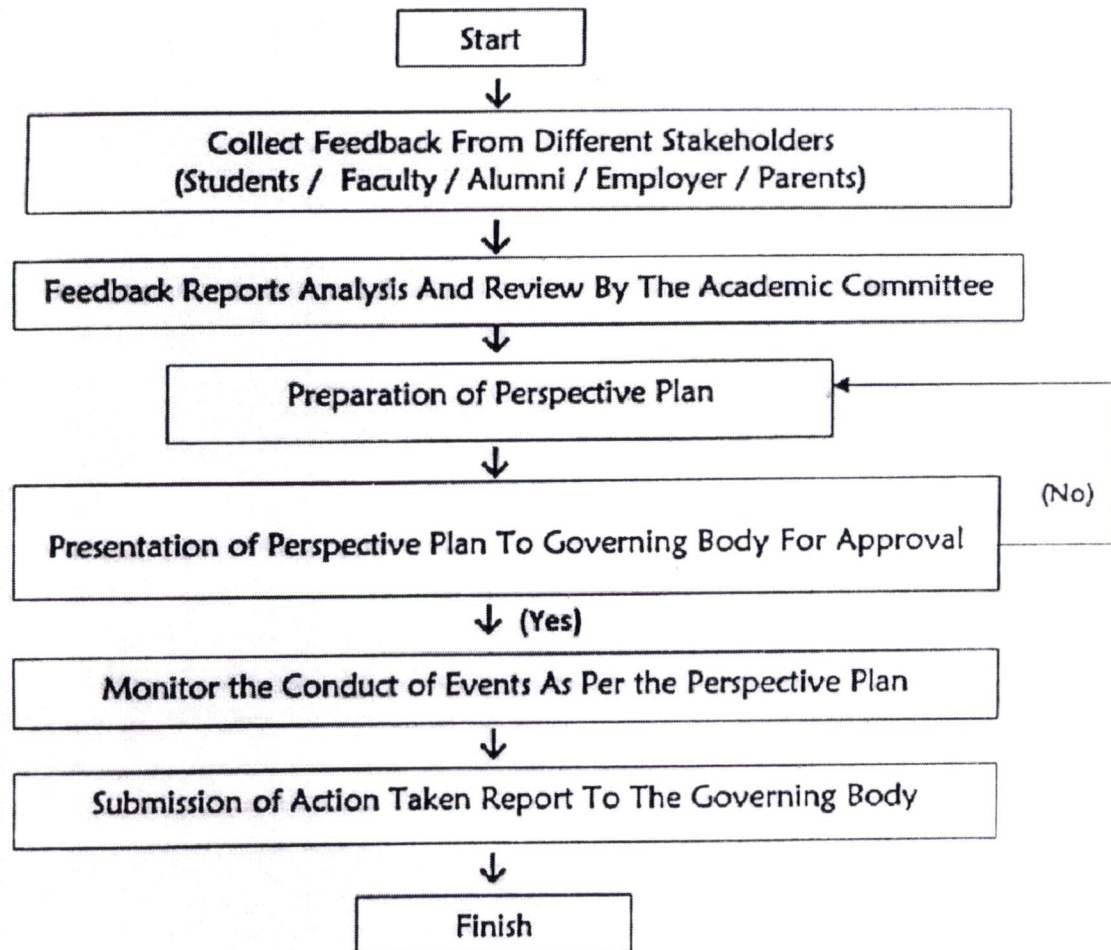 Start
Collect Feedback From Different Stakeholders
(Students / Faculty / Alumni / Employer / Parents)
Feedback Reports Analysis And Review By The Academic Committee
Preparation of Perspective Plan
(No)
Presentation of Perspective Plan To Governing Body For Approval
(Yes)
Monitor the Conduct of Events As Per the Perspective Plan
Submission of Action Taken Report To The Governing Body
Finish